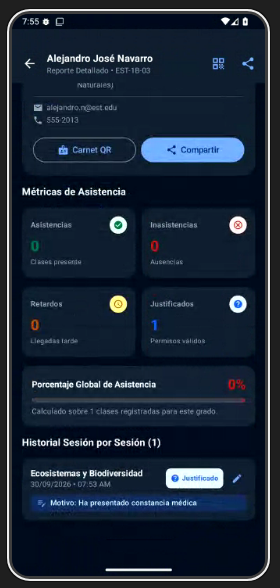 7:55
Alejandro José Navarro
Reporte Detallado • EST-1B-03
Naturales)
alejandro.n@est.edu
555-2013
Carnet QR
Compartir
Métricas de Asistencia
Asistencias
0
Clases presente
Inasistencias
0
Ausencias
Retardos
0
Llegadas tarde
Justificados
1
Permisos válidos
Porcentaje Global de Asistencia
0%
Calculado sobre 1 clases registradas para este grado.
Historial Sesión por Sesión (1)
Ecosistemas y Biodiversidad
30/09/2026 • 07:53 AM
Justificado
Motivo: Ha presentado constancia médica